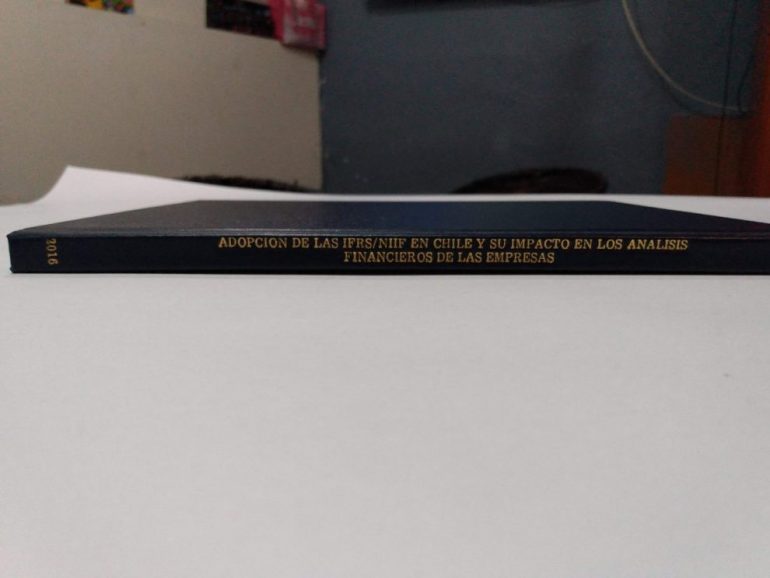 2016
ADOPCION DE LAS IFRS/NIIF EN CHILE Y SU IMPACTO EN LOS ANALISIS
FINANCIEROS DE LAS EMPRESAS